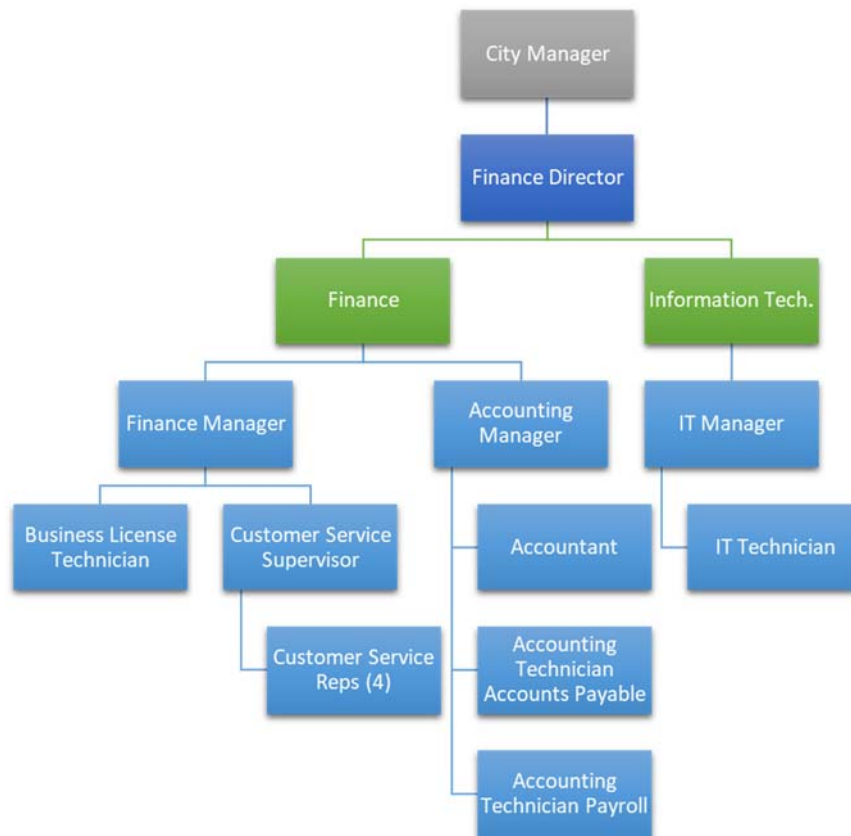 City Manager
Finance Director
Finance
Information Tech.
Finance Manager
Accounting
Manager
IT Manager
Business License
Technician
Customer Service
Supervisor
Accountant
IT Technician
Customer Service
Reps (4)
Accounting
Technician
Accounts Payable
Accounting
Technician Payroll